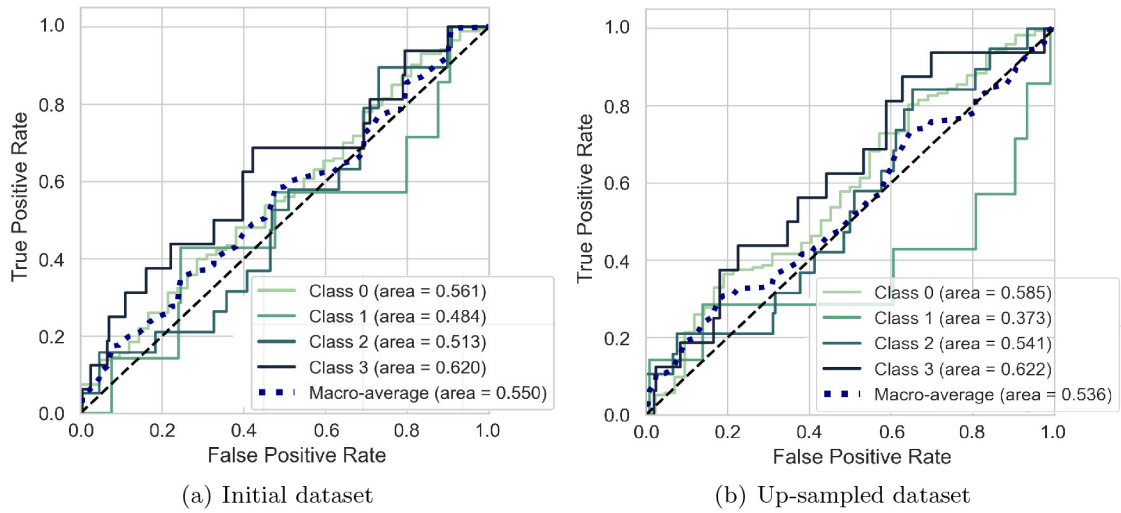 1.0
0.8
0.6
0.4
0.2
0.0
True Positive Rate
Class 0 (area = 0.561)
Class 1 (area = 0.484)
Class 2 (area = 0.513)
Class 3 (area = 0.620)
Macro-average (area = 0.550)
0.0 0.2 0.4 0.6 0.8 1.0
False Positive Rate
(a) Initial dataset
1.0
0.8
0.6
0.4
0.2
0.0
True Positive Rate
Class 0 (area = 0.585)
Class 1 (area = 0.373)
Class 2 (area = 0.541)
Class 3 (area = 0.622)
Macro-average (area = 0.536)
0.0 0.2 0.4 0.6 0.8 1.0
False Positive Rate
(b) Up-sampled dataset